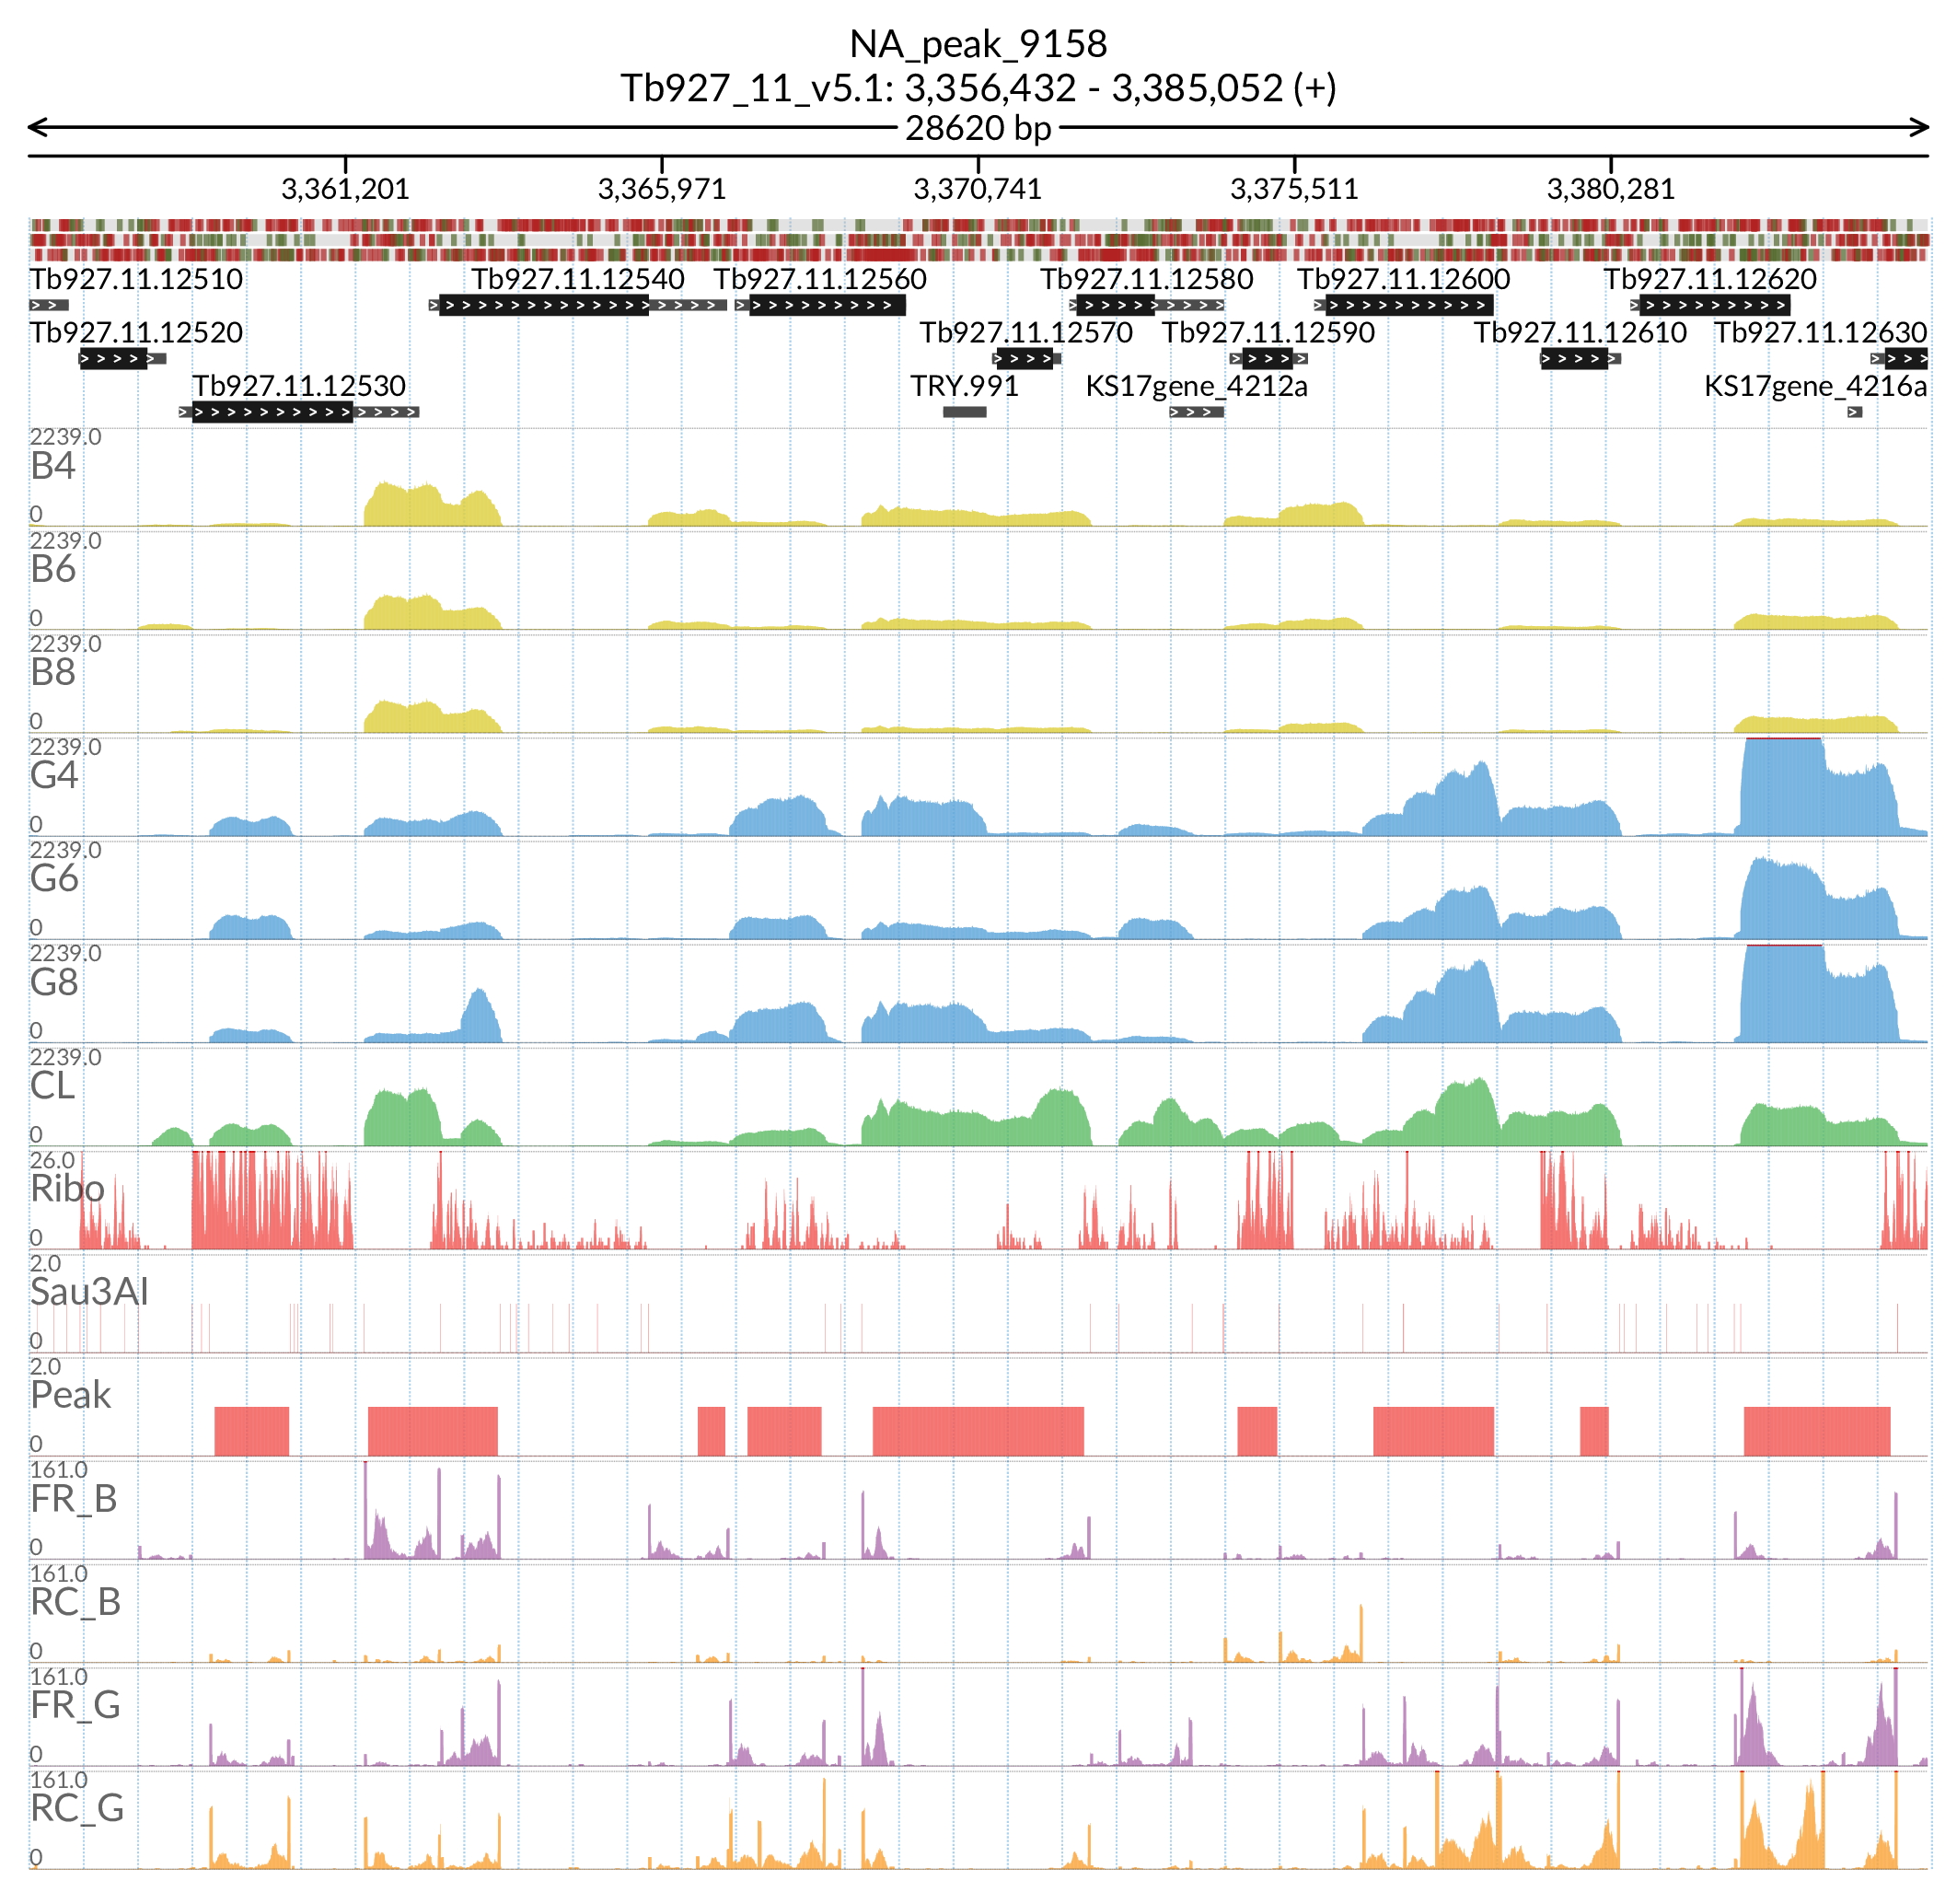 NA_peak_9158
Tb927_11_v5.1: 3,356,432 - 3,385,052 (+)
28620 bp
3,361,201 3,365,971 3,370,741 3,375,511 3,380,281
Tb927.11.12510 Tb927.11.12540 Tb927.11.12560 Tb927.11.12580 Tb927.11.12600 Tb927.11.12620
Tb927.11.12520 Tb927.11.12570 Tb927.11.12590 Tb927.11.12610 Tb927.11.12630
Tb927.11.12530 TRY.991 KS17gene_4212a KS17gene_4216a
2239.0
B4
0
2239.0
B6
0
2239.0
B8
0
2239.0
G4
0
2239.0
G6
0
2239.0
G8
0
2239.0
CL
0
26.0
Ribo
0
2.0
Sau3AI
0
2.0
Peak
0
161.0
FR_B
0
161.0
RC_B
0
161.0
FR_G
0
161.0
RC_G
0